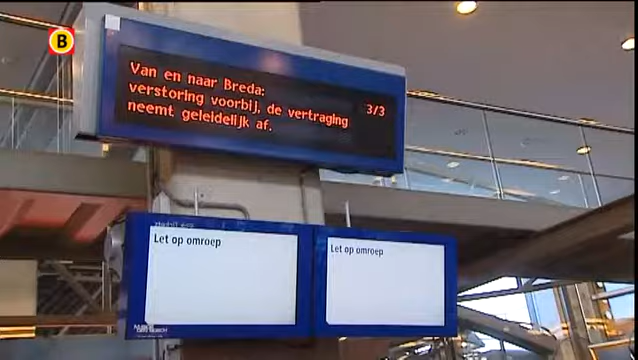 B
Van en naar Breda:
verstoring voorbij, de vertraging 3/3
neemt geleidelijk af.
Let op omroep
Let op omroep